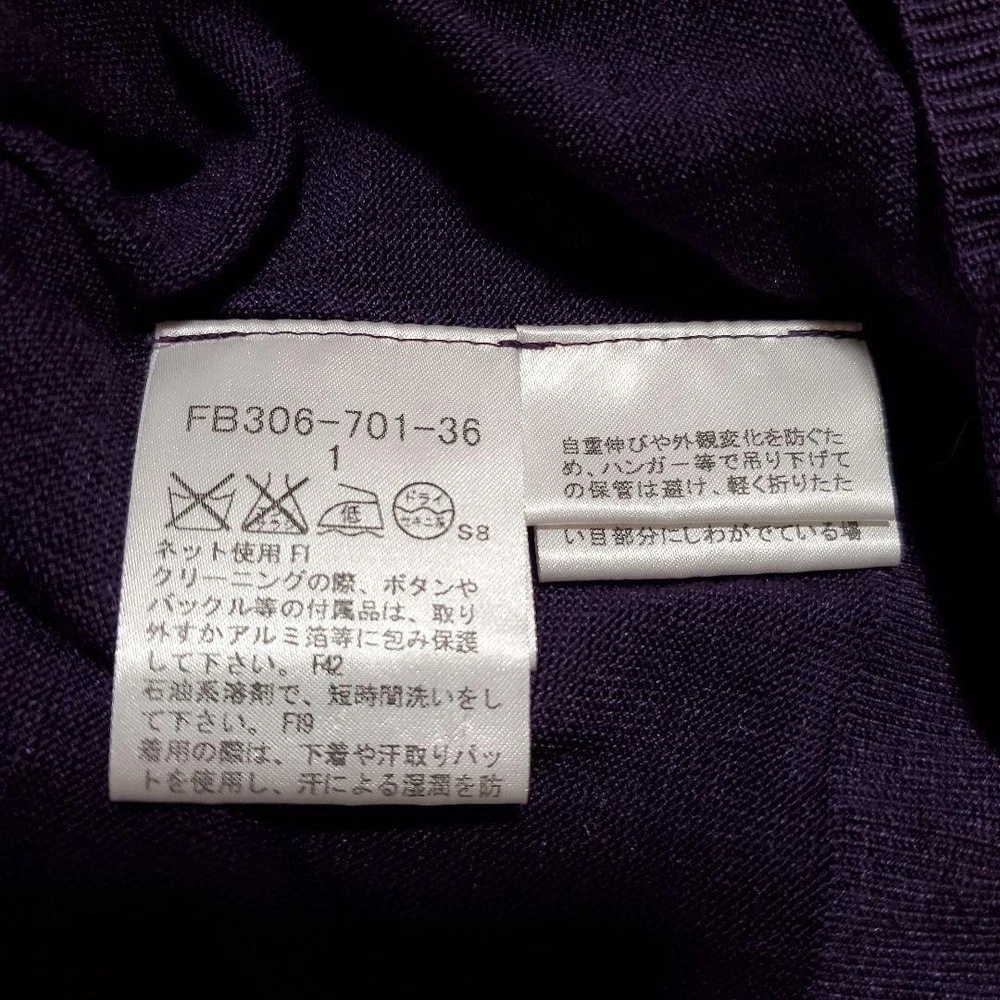 FB306-701-36
1
低
ドライ
セキユ系
S8
ネット使用 F1
クリーニングの際、ボタンや
バックル等の付属品は、取り
外すかアルミ箔等に包み保護
して下さい。 F42
石油系溶剤で、短時間洗いをし
て下さい。 F19
着用の際は、下着や汗取りパッ
トを使用し、汗による湿潤を防
自重伸びや外観変化を防ぐた
め、ハンガー等で吊り下げて
の保管は避け、軽く折りたた
い目部分にしわがでている場